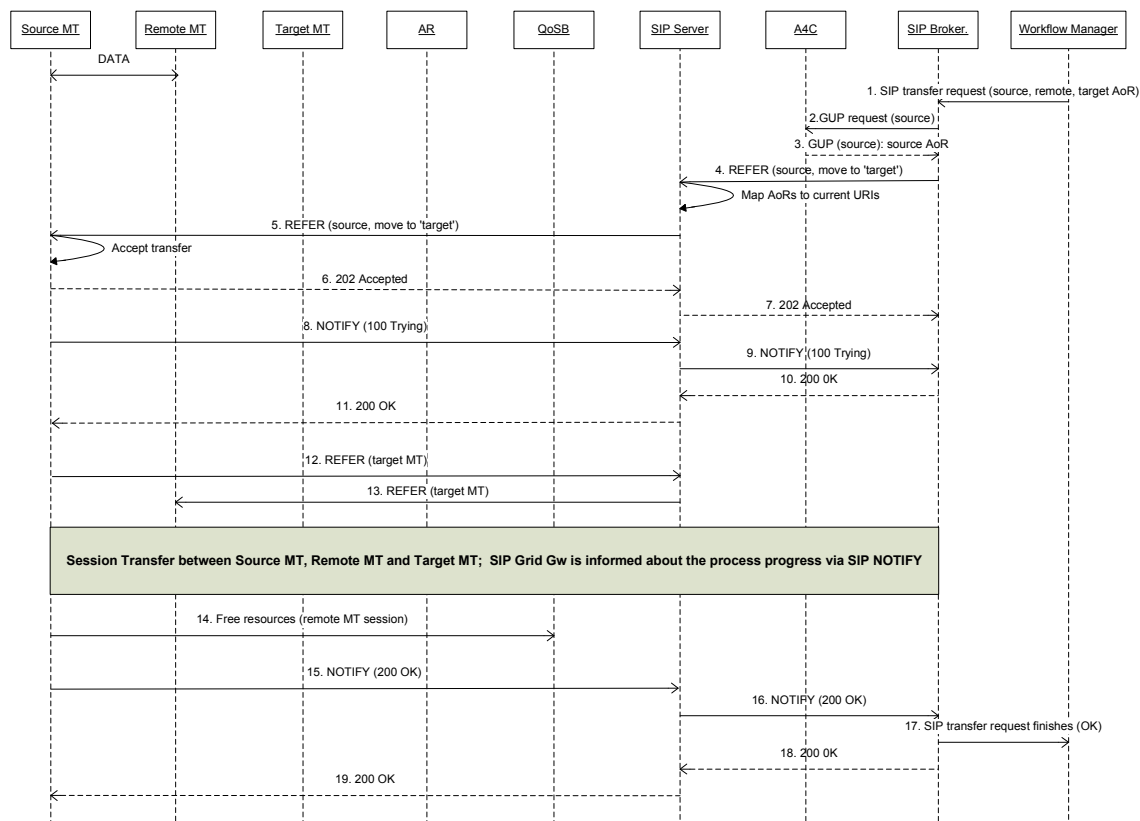 Source MT
Remote MT
Target MT
AR
QoSB
SIP Server
A4C
SIP Broker.
Workflow Manager
DATA
1. SIP transfer request (source, remote, target AoR)
2.GUP request (source)
3. GUP (source): source AoR
4. REFER (source, move to 'target')
Map AoRs to current URIs
5. REFER (source, move to 'target')
Accept transfer
6. 202 Accepted
7. 202 Accepted
8. NOTIFY (100 Trying)
9. NOTIFY (100 Trying)
10. 200 0K
11. 200 OK
12. REFER (target MT)
13. REFER (target MT)
Session Transfer between Source MT, Remote MT and Target MT; SIP Grid Gw is informed about the process progress via SIP NOTIFY
14. Free resources (remote MT session)
15. NOTIFY (200 OK)
16. NOTIFY (200 OK)
17. SIP transfer request finishes (OK)
18. 200 0K
19. 200 OK